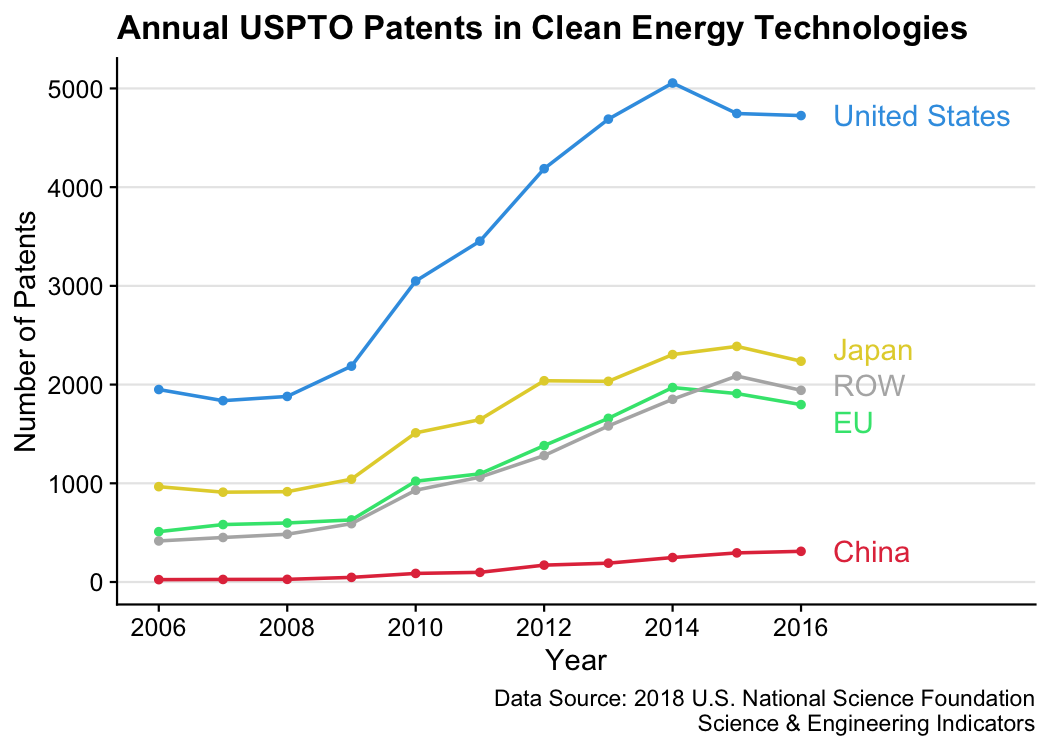 Annual USPTO Patents in Clean Energy Technologies
Number of Patents
5000
4000
3000
2000
1000
0
United States
Japan
ROW
EU
China
2006 2008 2010 2012 2014 2016
Year
Data Source: 2018 U.S. National Science Foundation
Science & Engineering Indicators